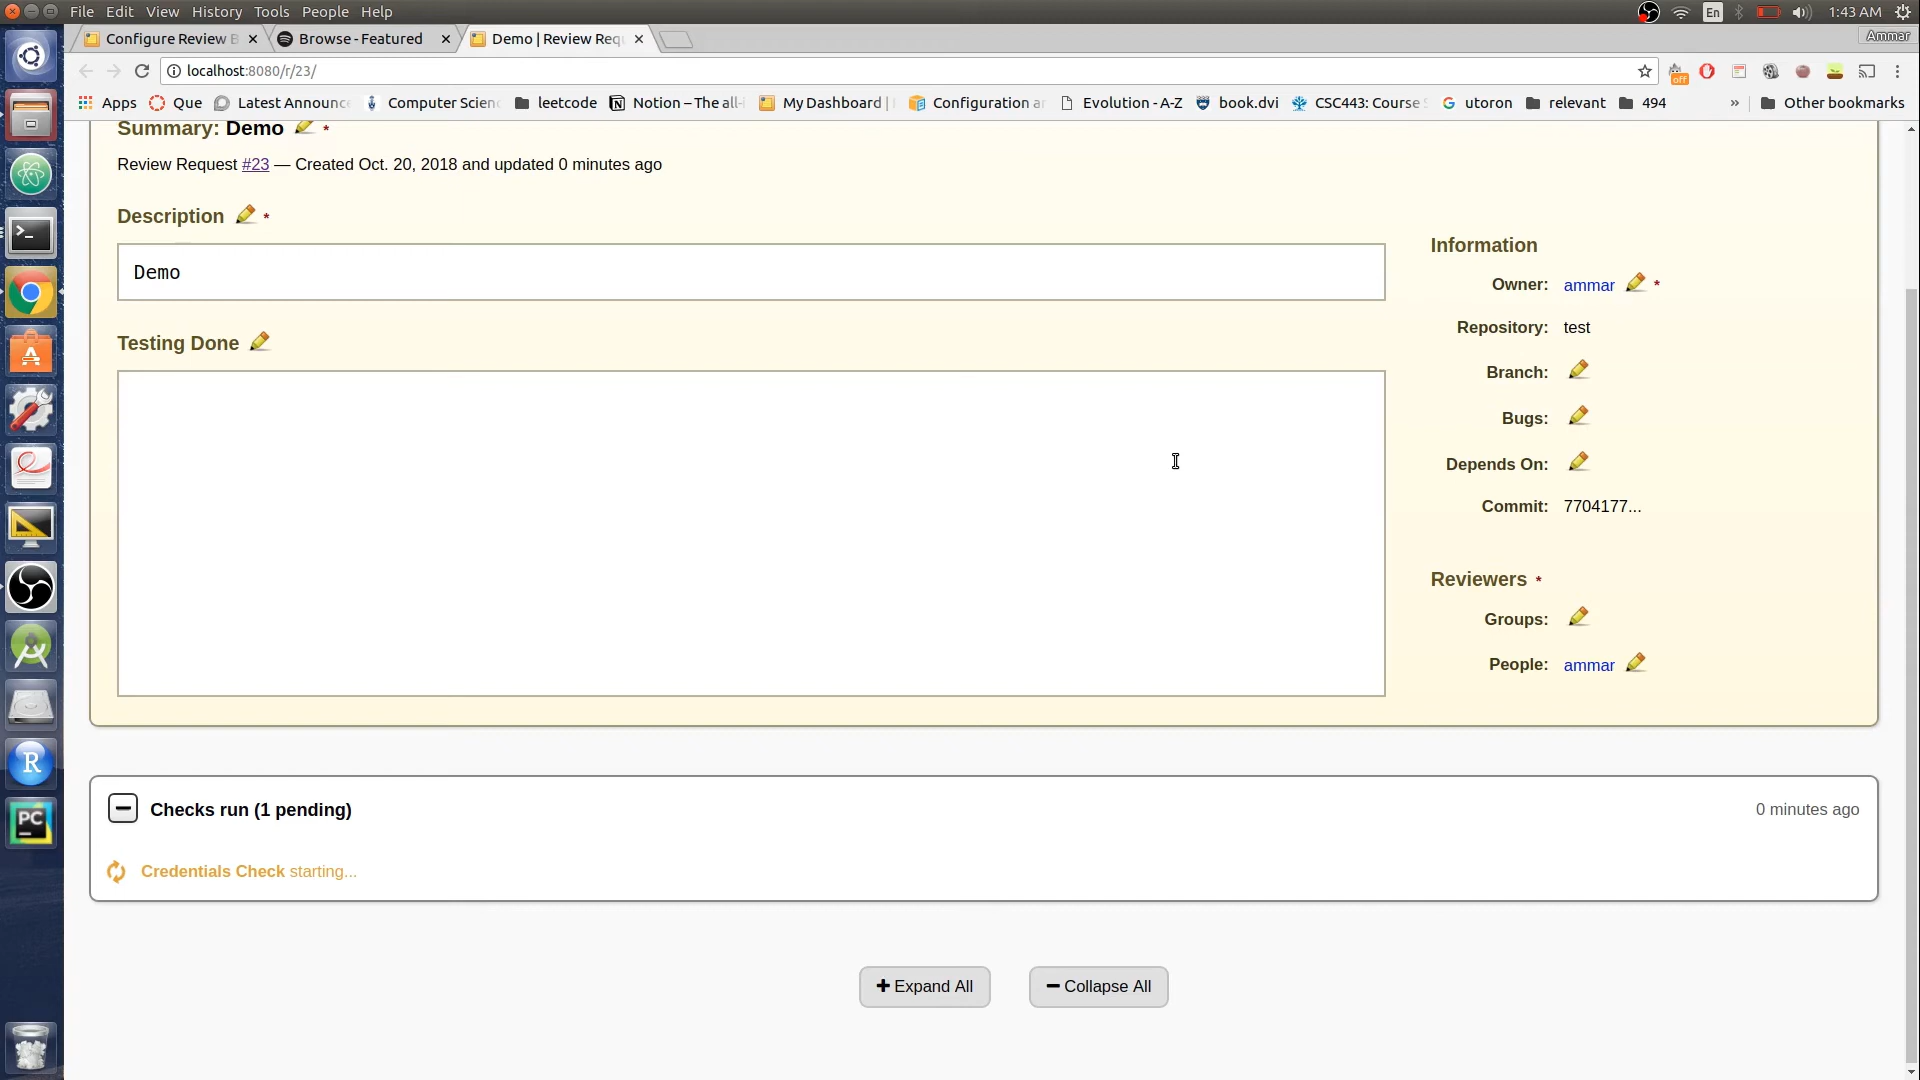 File Edit View History Tools People Help
En 1:43 AM
Configure Review B
Browse - Featured
Demo | Review Req
Ammar
localhost:8080/r/23/
off
Apps Que Latest Announc Computer Scien leetcode Notion – The all- My Dashboard | Configuration a Evolution - A-Z book.dvi CSC443: Course utoron relevant 494 » Other bookmarks
Summary: Demo *
Review Request #23 — Created Oct. 20, 2018 and updated 0 minutes ago
Description *
Demo
Testing Done
Information
Owner: ammar *
Repository: test
Branch:
Bugs:
Depends On:
Commit: 7704177...
Reviewers *
Groups:
People: ammar
Checks run (1 pending)
0 minutes ago
Credentials Check starting...
Expand All
Collapse All
R
PC